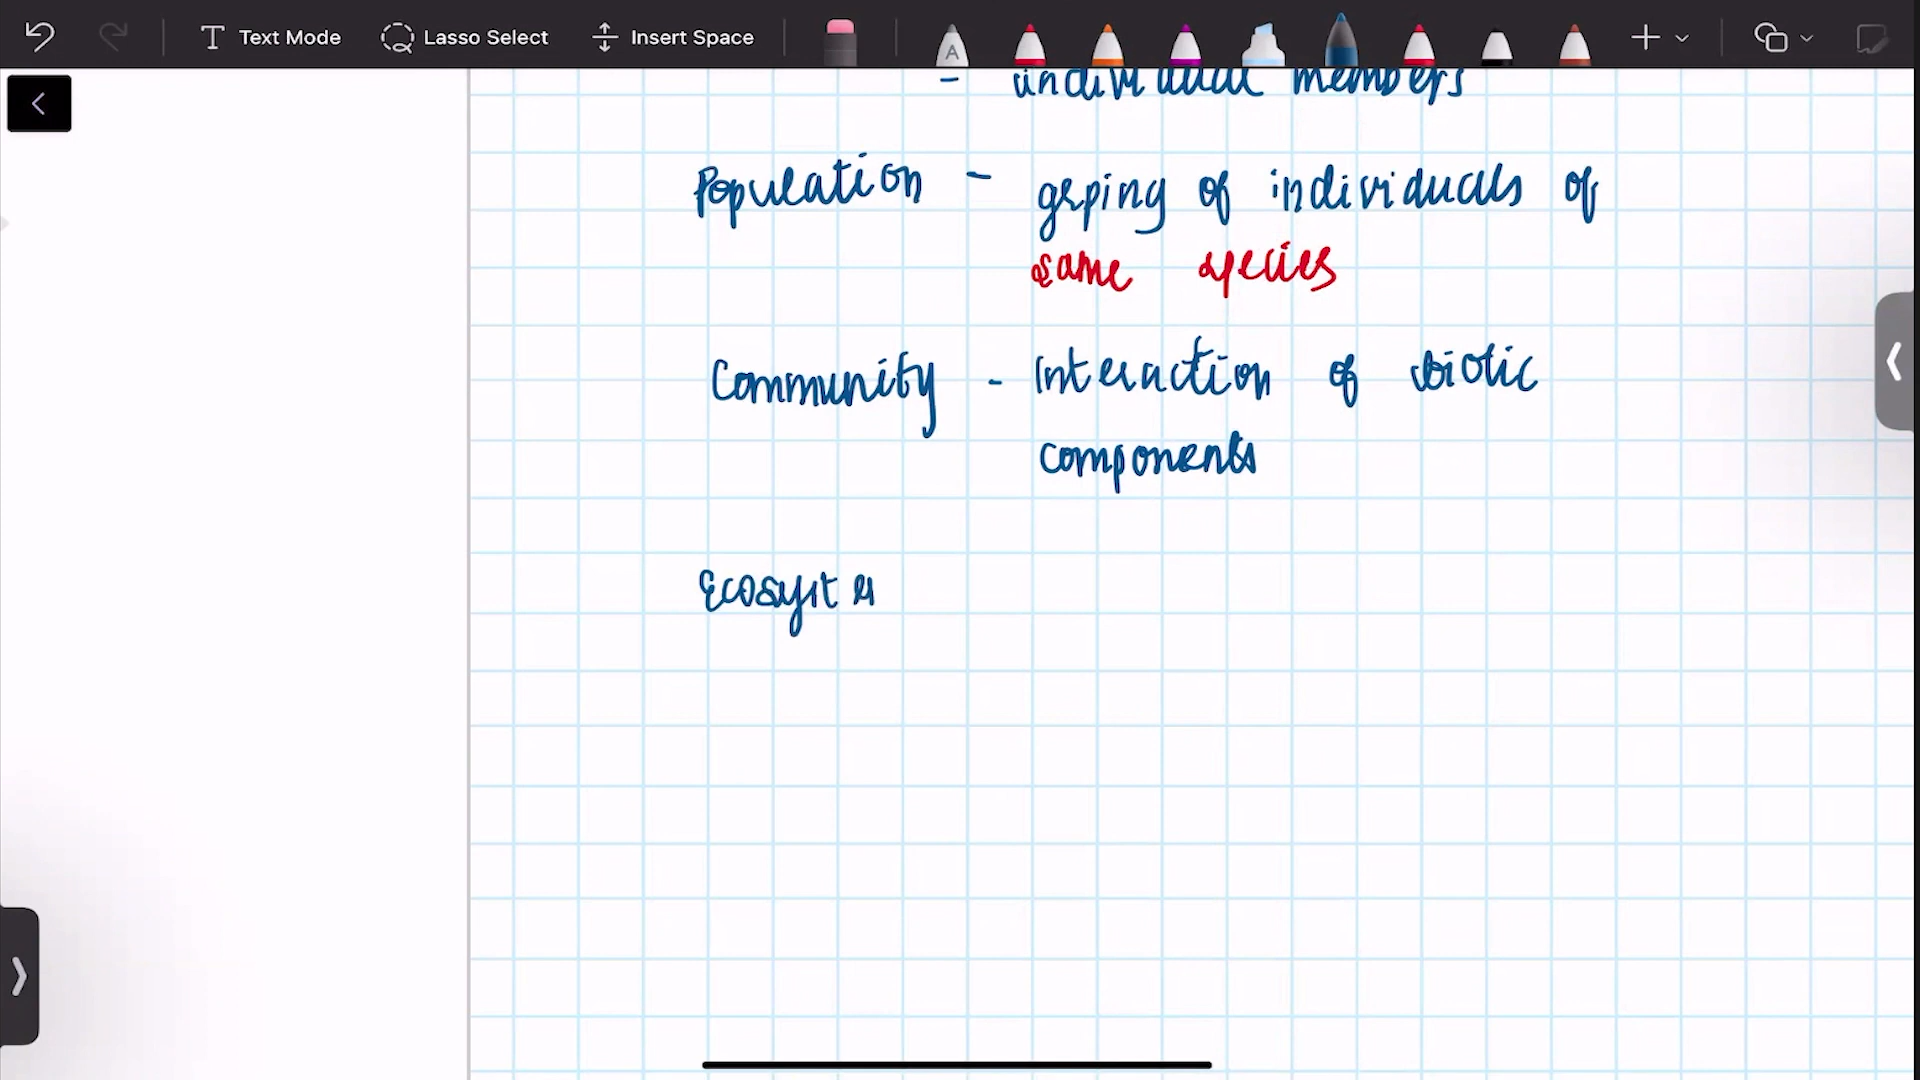 Text Mode Lasso Select Insert Space
A
- individual members
Population - grping of individuals of
same species
Community - Interaction of biotic
components
Ecosyste